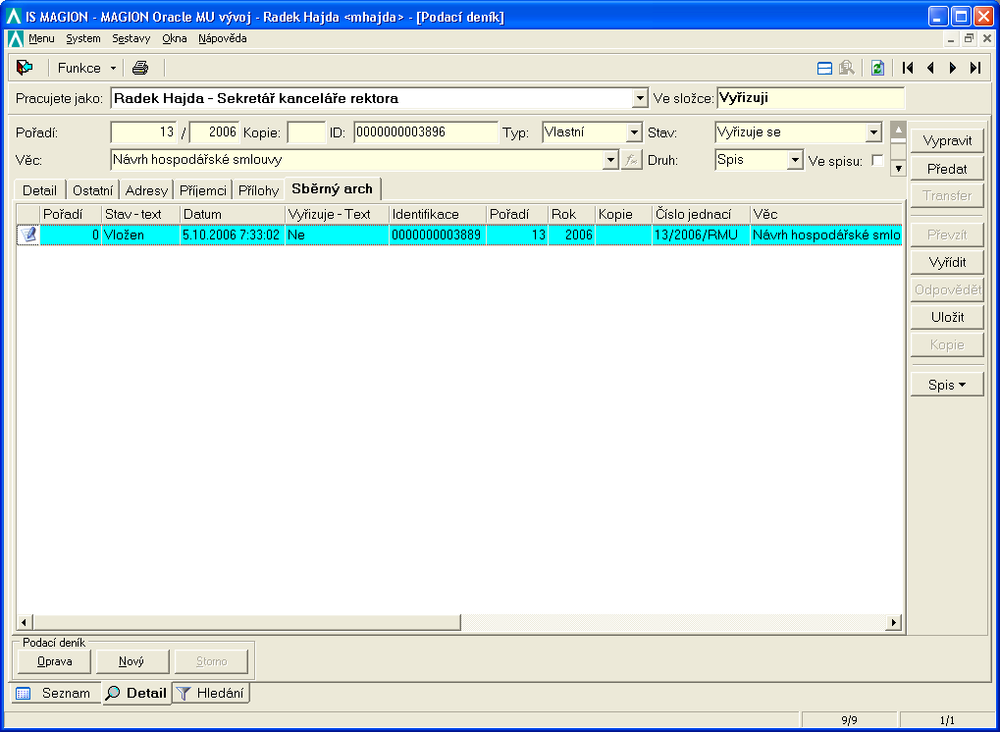 IS MAGION - MAGION Oracle MU vývoj - Radek Hajda <mhajda> - [Podací deník]
Menu System Sestavy Okna Nápověda
Funkce
Pracujete jako: Radek Hajda - Sekretář kanceláře rektora Ve složce: Vyřizuji
Pořadí: 13 / 2006 Kopie: ID: 0000000003896 Typ: Vlastní Stav: Vyřizuje se
Věc: Návrh hospodářské smlouvy Druh: Spis Ve spisu:
Detail Ostatní Adresy Příjemci Přílohy Sběrný arch
Pořadí Stav - text Datum Vyřizuje - Text Identifikace Pořadí Rok Kopie Číslo jednací Věc
0 Vložen 5.10.2006 7:33:02 Ne 0000000003889 13 2006 13/2006/RMU Návrh hospodářské smlo
Vypravit
Předat
Transfer
Převzít
Vyřídit
Odpovědět
Uložit
Kopie
Spis
Podací deník
Oprava Nový Storno
Seznam Detail Hledání
9/9 1/1